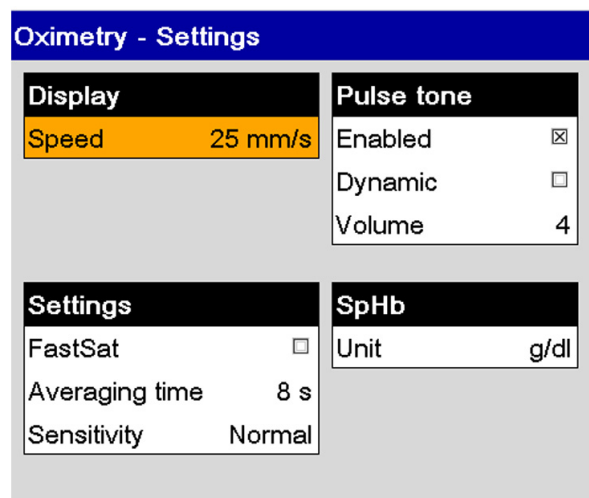 Oximetry - Settings
Display
Speed 25 mm/s
Pulse tone
Enabled
Dynamic
Volume 4
Settings
FastSat
Averaging time 8 s
Sensitivity Normal
SpHb
Unit g/dl